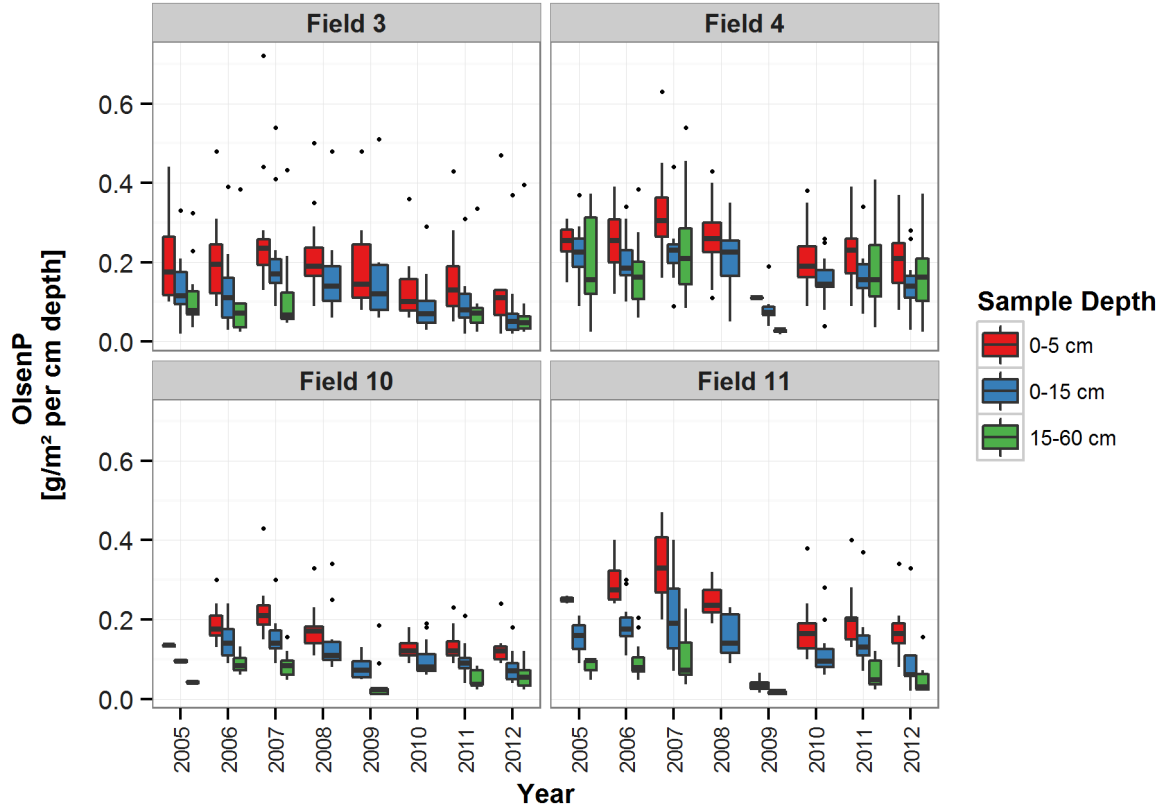 Field 3
Field 4
0.6
0.4
0.2
0.0
Field 10
Field 11
0.6
0.4
0.2
0.0
OlsenP
[g/m² per cm depth]
2005
2006
2007
2008
2009
2010
2011
2012
2005
2006
2007
2008
2009
2010
2011
2012
Year
Sample Depth
0-5 cm
0-15 cm
15-60 cm